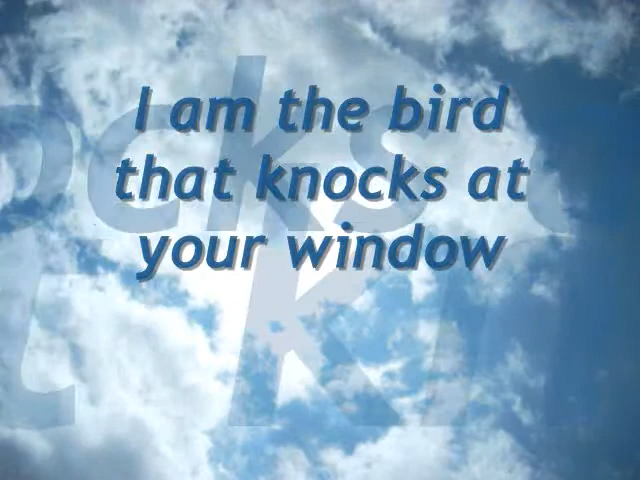 I am the bird
that knocks at
your window